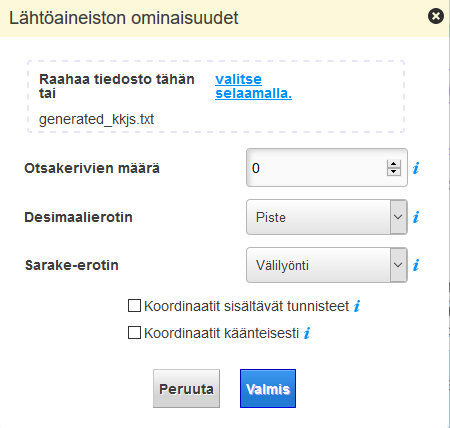 Lähtöaineiston ominaisuudet
Raahaa tiedosto tähän valitse
tai selaamalla.
generated_kkjs.txt
Otsakerivien määrä 0
Desimaalierotin Piste
Sarake-erotin Välilyönti
Koordinaatit sisältävät tunnisteet
Koordinaatit käänteisesti
Peruuta Valmis